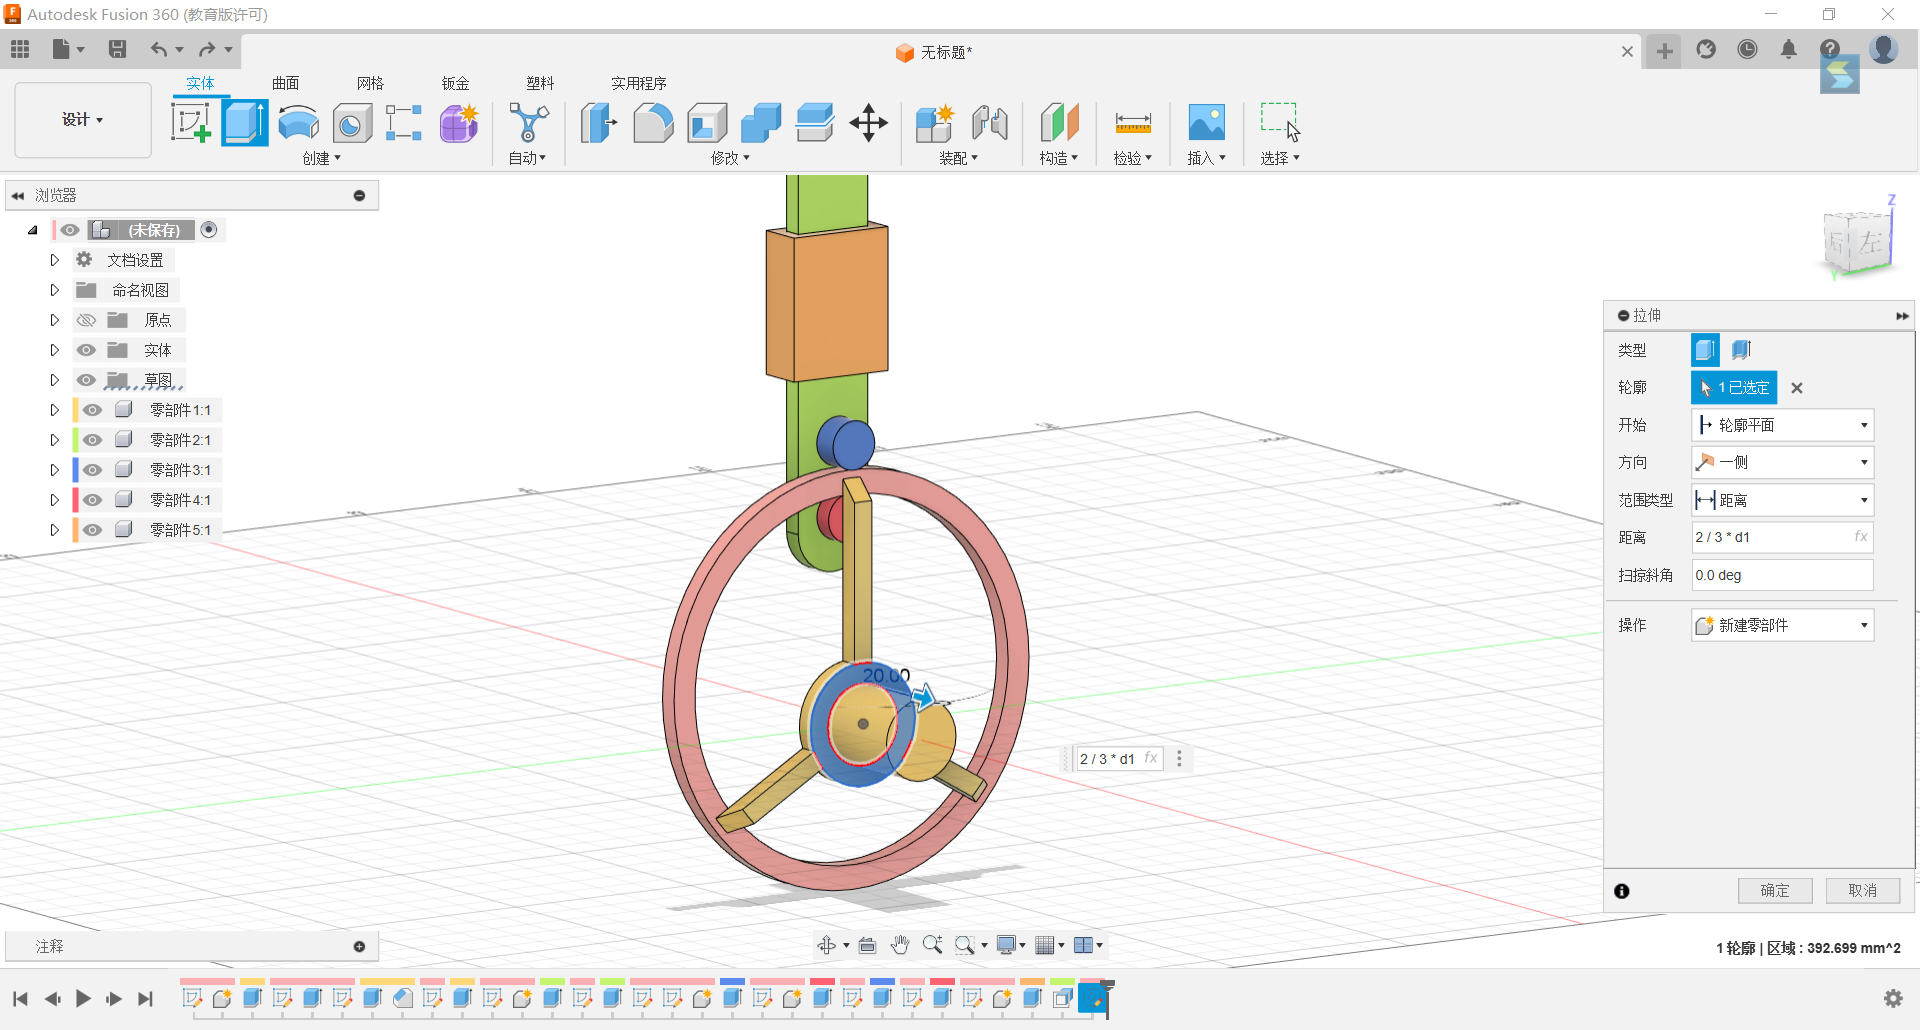 Autodesk Fusion 360 (教育版许可)
无标题*
实体 曲面 网格 钣金 塑料 实用程序
设计
创建 自动 修改 装配 构造 检验 插入 选择
浏览器
(未保存)
文档设置
命名视图
原点
实体
草图
零部件1:1
零部件2:1
零部件3:1
零部件4:1
零部件5:1
Z
后 左
Y
拉伸
类型
轮廓 1 已选定
开始 轮廓平面
方向 一侧
范围类型 距离
距离 2 / 3 * d1 fx
扫掠斜角 0.0 deg
操作 新建零部件
确定 取消
20.00
2 / 3 * d1 fx
注释
1 轮廓 | 区域 : 392.699 mm^2